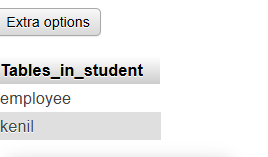 Extra options
Tables_in_student
employee
kenil